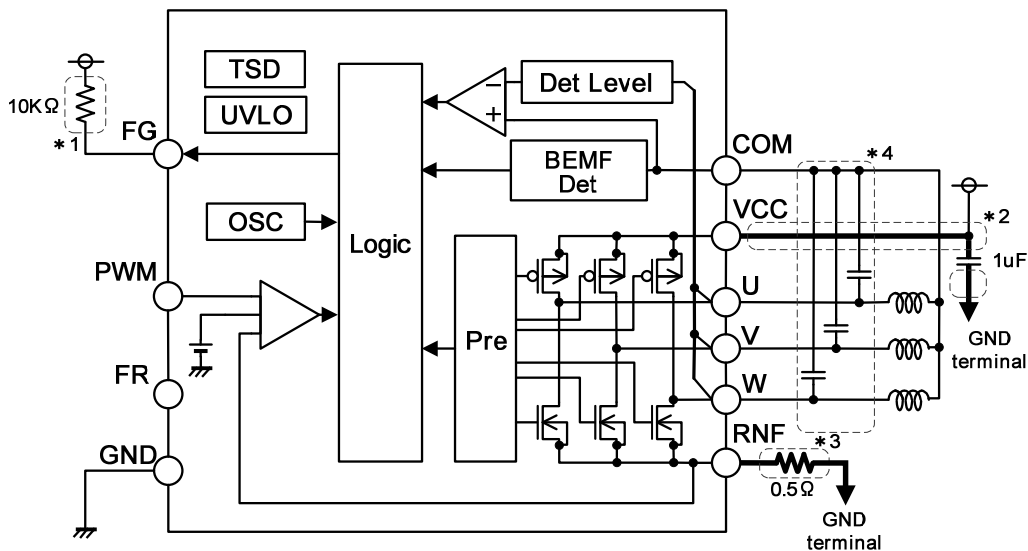 TSD
UVLO
10KΩ
*1
FG
OSC
PWM
FR
GND
Logic
Det Level
−
+
BEMF
Det
Pre
COM
*4
VCC
*2
1uF
U
V
W
GND
terminal
RNF
*3
0.5Ω
GND
terminal